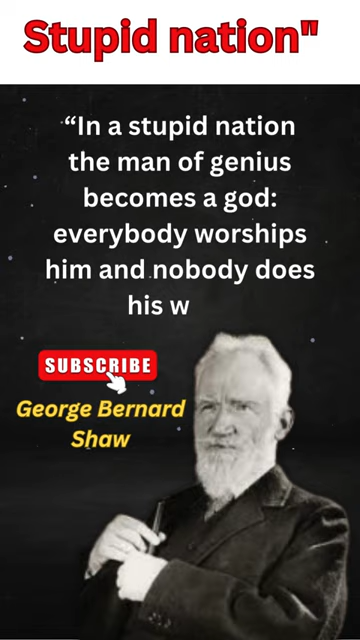 Stupid nation"
“In a stupid nation
the man of genius
becomes a god:
everybody worships
him and nobody does
his w
SUBSCRIBE
George Bernard
Shaw